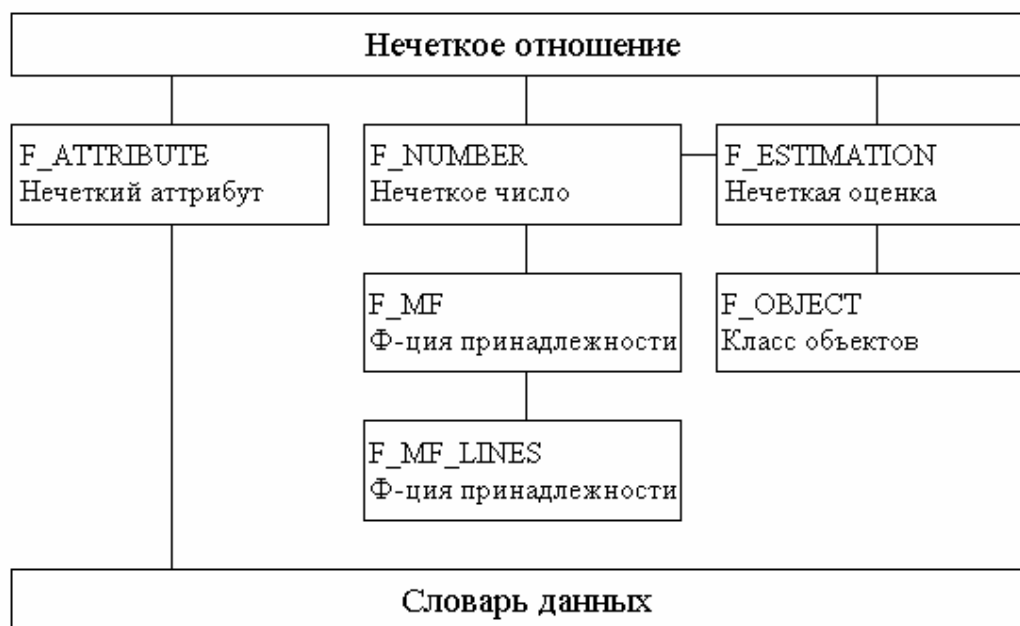 Нечеткое отношение
F_ATTRIBUTE
Нечеткий аттрибут
F_NUMBER
Нечеткое число
F_ESTIMATION
Нечеткая оценка
F_MF
Ф-ция принадлежности
F_OBJECT
Класс объектов
F_MF_LINES
Ф-ция принадлежности
Словарь данных